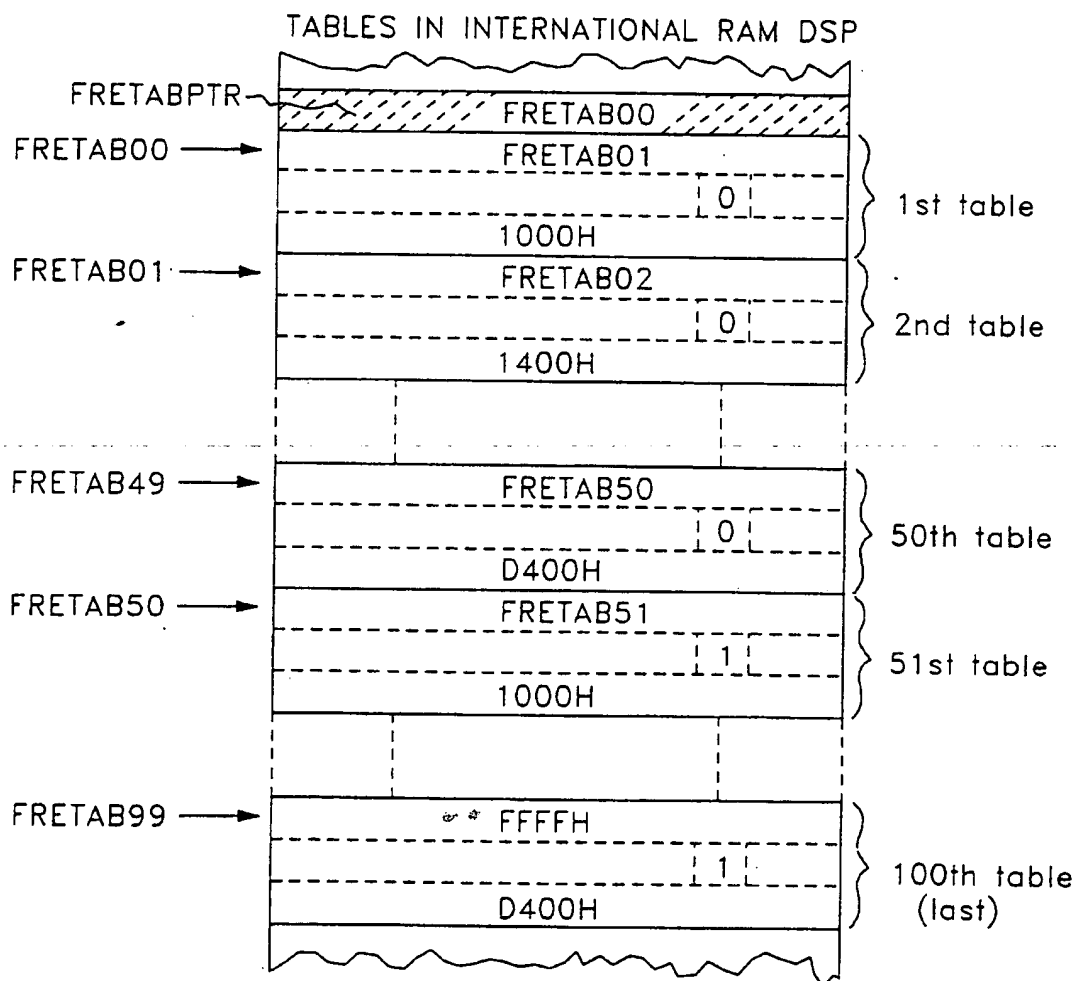 TABLES IN INTERNATIONAL RAM DSP
FRETABPTR
FRETAB00
FRETAB00
FRETAB01
0
1000H
1st table
FRETAB01
FRETAB02
0
1400H
2nd table
FRETAB49
FRETAB50
0
D400H
50th table
FRETAB50
FRETAB51
1
1000H
51st table
FRETAB99
FFFFH
1
D400H
100th table
(last)